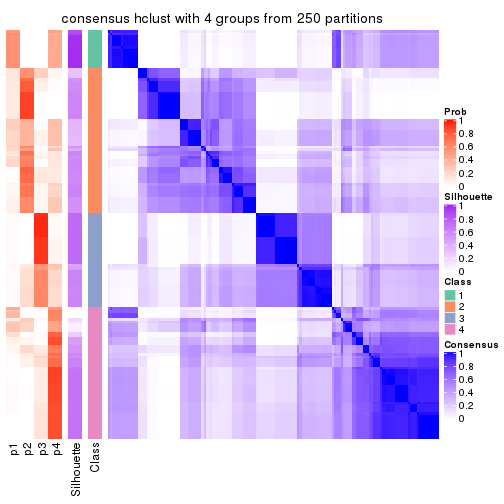 consensus hclust with 4 groups from 250 partitions
Prob
1
0.8
0.6
0.4
0.2
0
Silhouette
1
0.8
0.6
0.4
0.2
0
Class
1
2
3
4
Consensus
1
0.8
0.6
0.4
0.2
0
p1
p2
p3
p4
Silhouette
Class